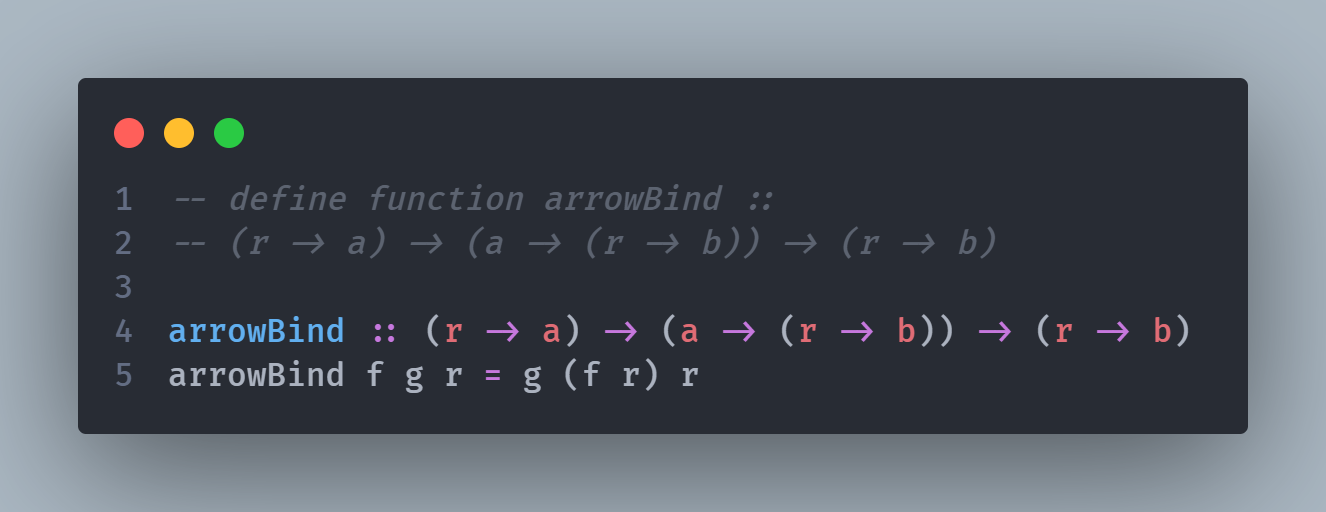 1 -- define function arrowBind ::
2 -- (r -> a) -> (a -> (r -> b)) -> (r -> b)
3
4 arrowBind :: (r -> a) -> (a -> (r -> b)) -> (r -> b)
5 arrowBind f g r = g (f r) r